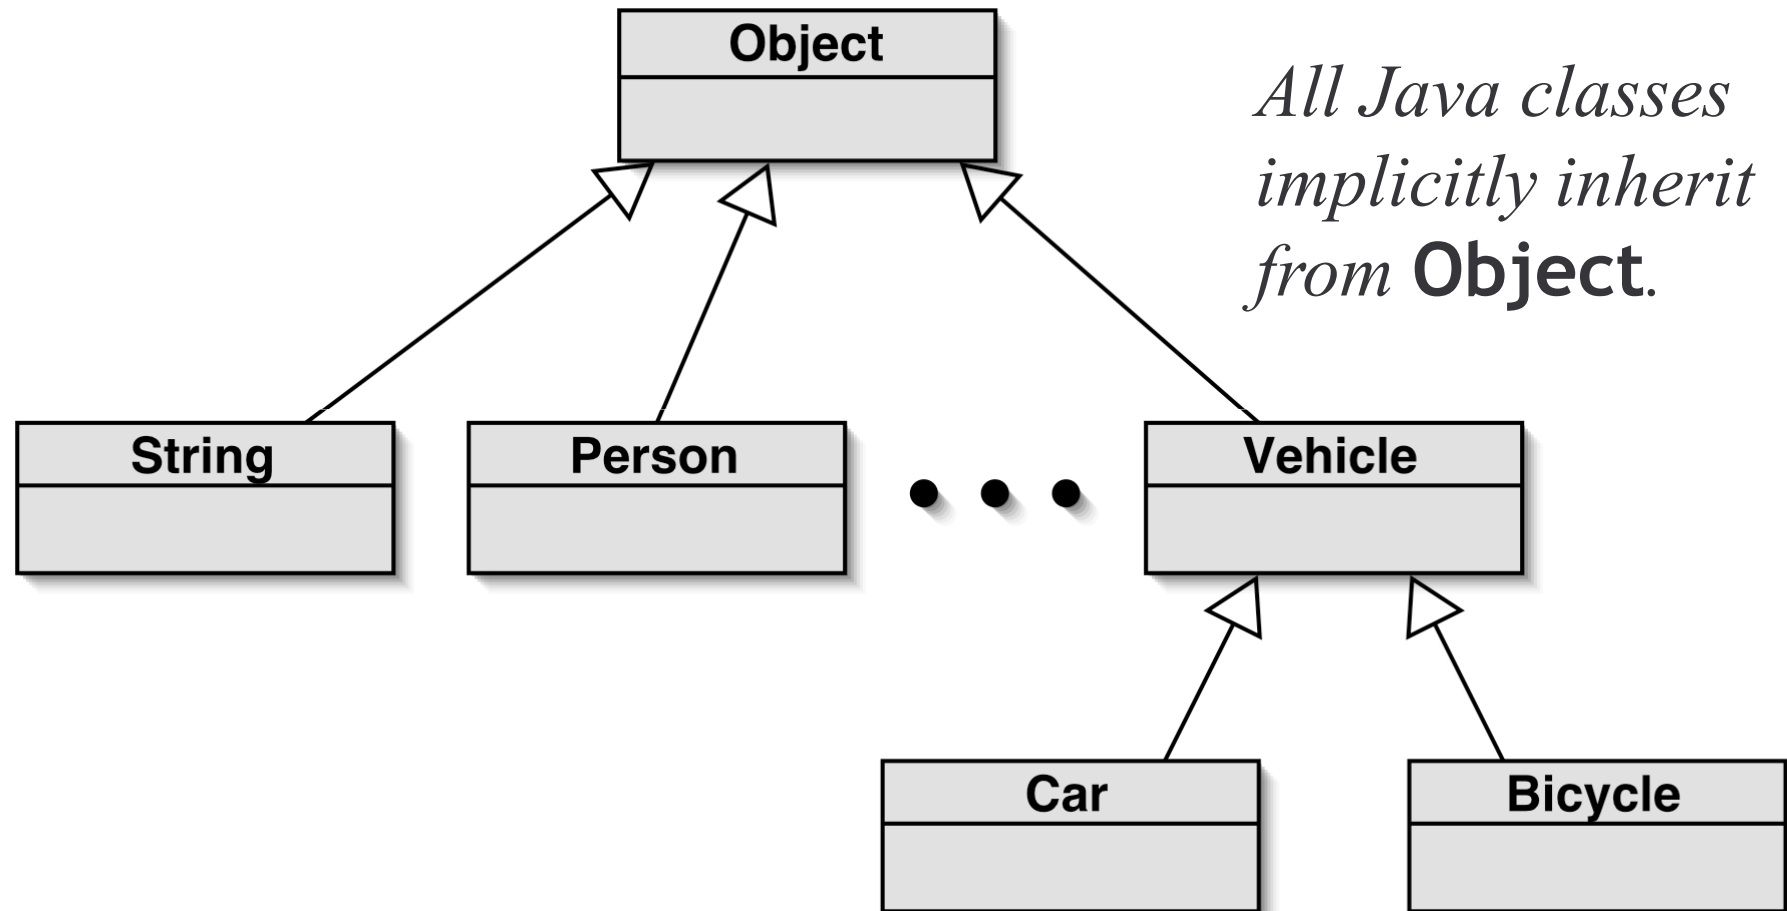 Object
All Java classes
implicitly inherit
from Object.
String
Person
Vehicle
Car
Bicycle